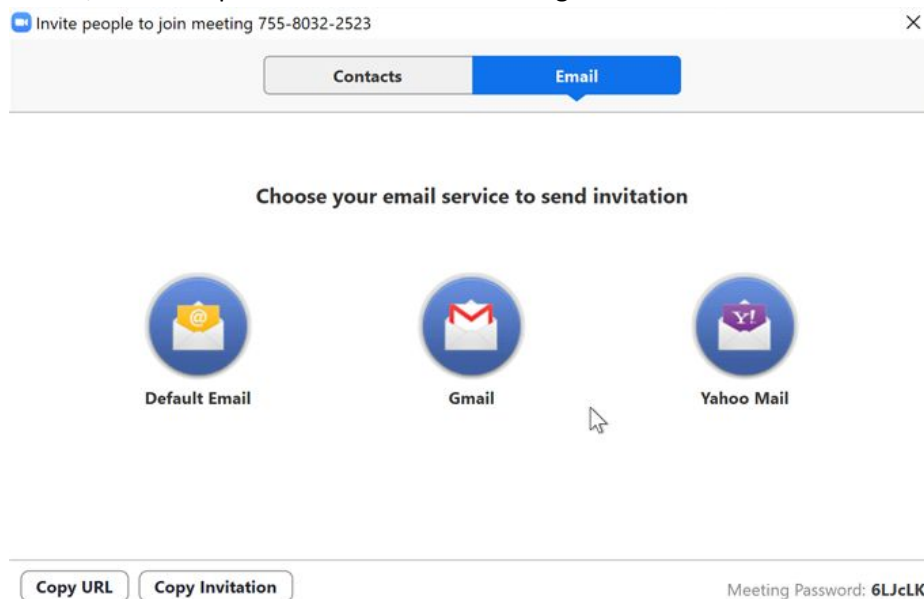 Invite people to join meeting 755-8032-2523
Contacts Email
Choose your email service to send invitation
@ Y!
Default Email Gmail Yahoo Mail
Copy URL Copy Invitation Meeting Password: 6LJcLK